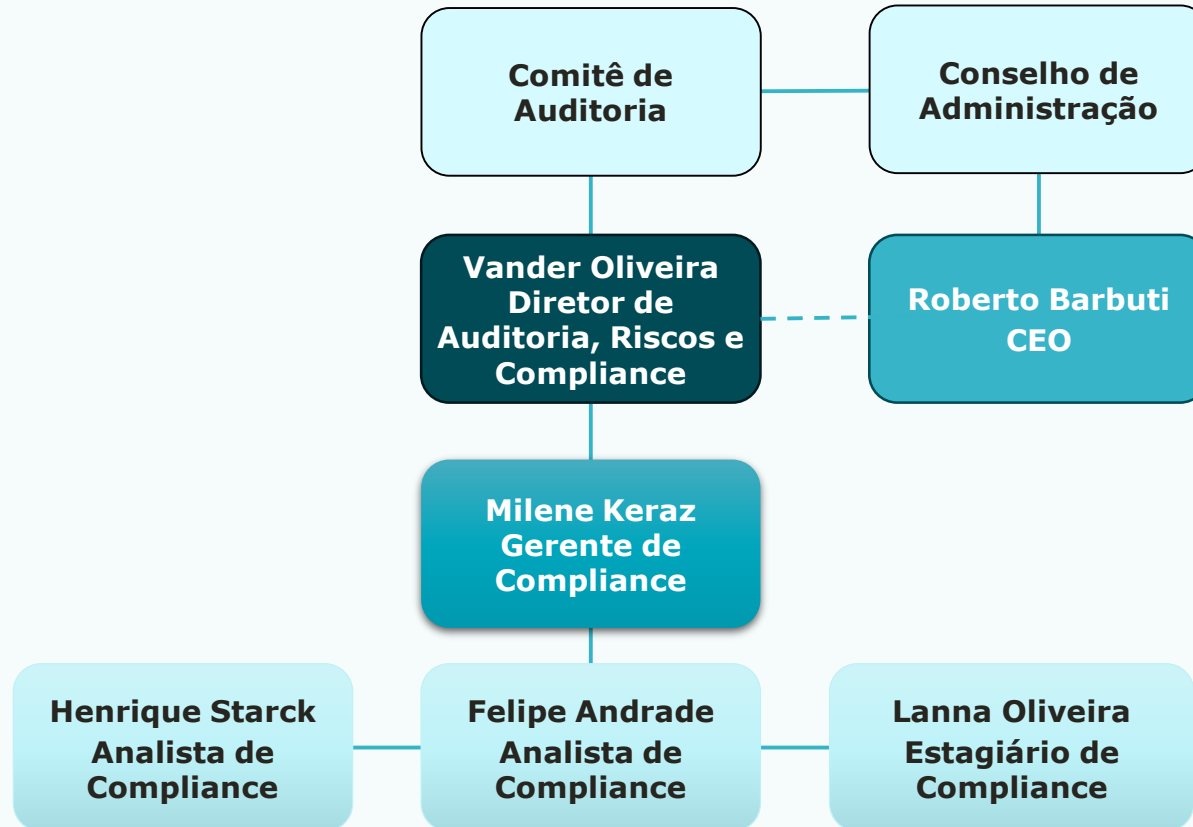 Comitê de
Auditoria
Conselho de
Administração
Vander Oliveira
Diretor de
Auditoria, Riscos e
Compliance
Roberto Barbuti
CEO
Milene Keraz
Gerente de
Compliance
Henrique Starck
Analista de
Compliance
Felipe Andrade
Analista de
Compliance
Lanna Oliveira
Estagiário de
Compliance